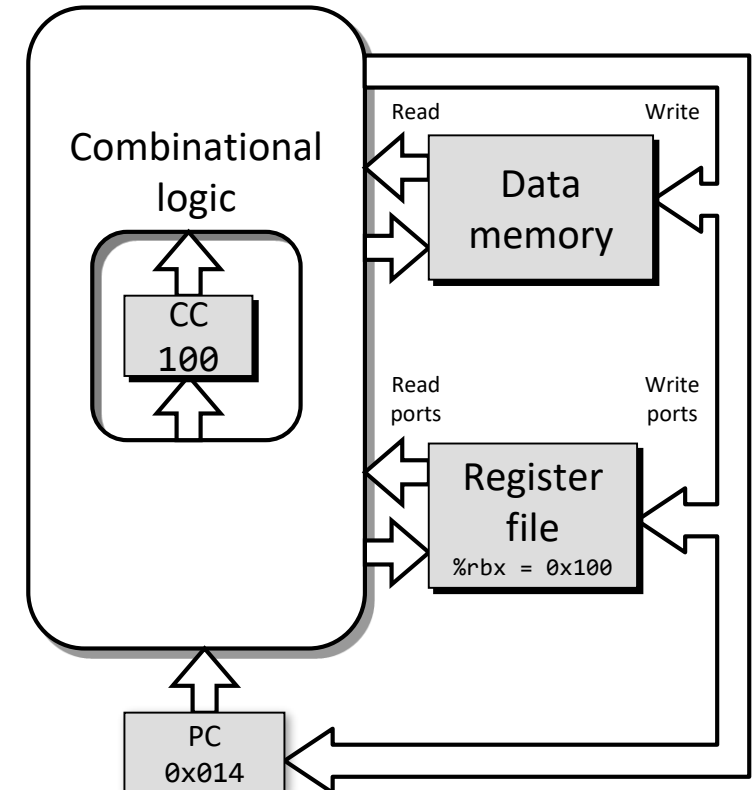 Combinational
logic
CC
100
Read
Write
Data
memory
Read
ports
Write
ports
Register
file
%rbx = 0x100
PC
0x014